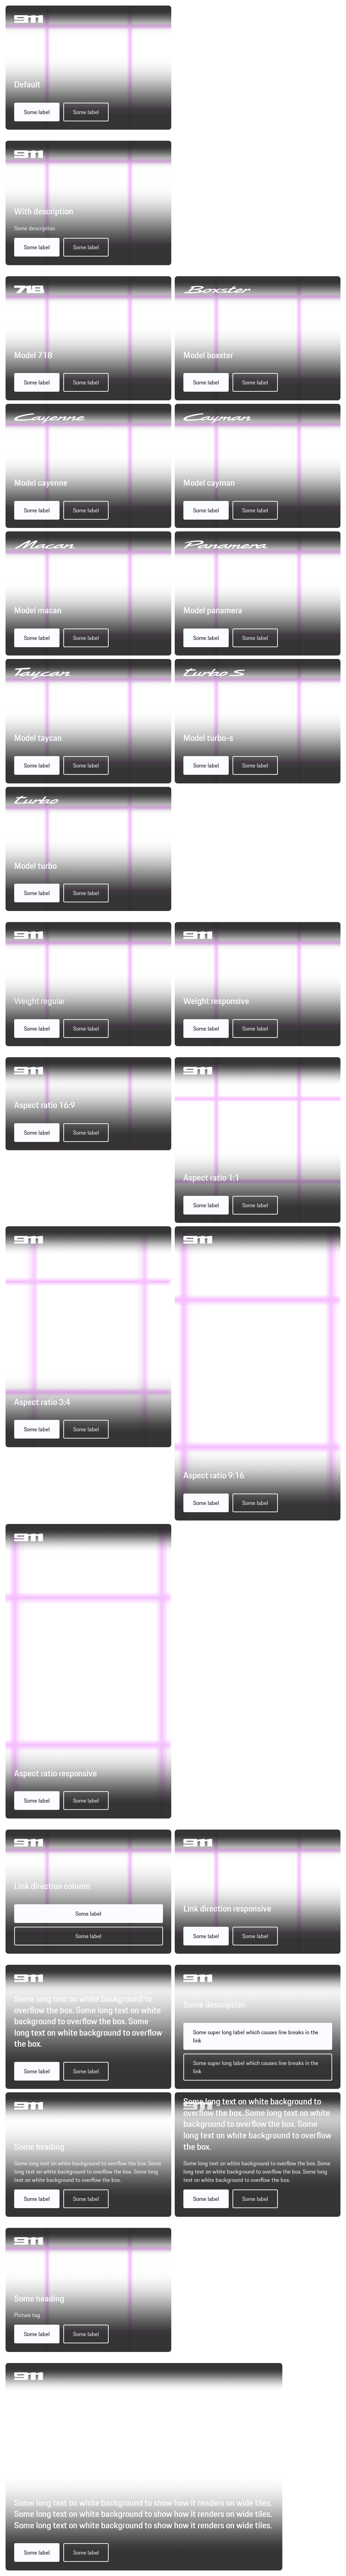 911
Default
Some label Some label
911
With description
Some description
Some label Some label
718
Model 718
Some label Some label
Boxster
Model boxster
Some label Some label
Cayenne
Model cayenne
Some label Some label
Cayman
Model cayman
Some label Some label
Macan
Model macan
Some label Some label
Panamera
Model panamera
Some label Some label
Taycan
Model taycan
Some label Some label
turbo S
Model turbo-s
Some label Some label
turbo
Model turbo
Some label Some label
911
Weight regular
Some label Some label
911
Weight responsive
Some label Some label
911
Aspect ratio 16:9
Some label Some label
911
Aspect ratio 1:1
Some label Some label
911
Aspect ratio 3:4
Some label Some label
911
Aspect ratio 9:16
Some label Some label
911
Aspect ratio responsive
Some label Some label
911
Link direction column
Some label
Some label
911
Link direction responsive
Some label Some label
911
Some long text on white background to
overflow the box. Some long text on white
background to overflow the box. Some
long text on white background to overflow
the box.
Some label Some label
911
Some description
Some super long label which causes line breaks in the
link
Some super long label which causes line breaks in the
link
911
Some heading
Some long text on white background to overflow the box. Some
long text on white background to overflow the box. Some long
text on white background to overflow the box.
Some label Some label
911
Some long text on white background to
overflow the box. Some long text on white
background to overflow the box. Some
long text on white background to overflow
the box.
Some long text on white background to overflow the box. Some
long text on white background to overflow the box. Some long
text on white background to overflow the box.
Some label Some label
911
Some heading
Picture tag
Some label Some label
911
Some long text on white background to show how it renders on wide tiles.
Some long text on white background to show how it renders on wide tiles.
Some long text on white background to show how it renders on wide tiles.
Some label Some label